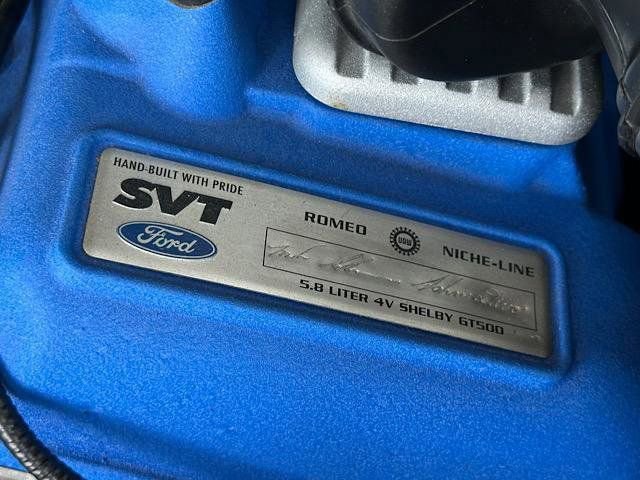 HAND-BUILT WITH PRIDE
SVT
Ford
ROMEO
UAW
NICHE-LINE
5.8 LITER 4V SHELBY GT500